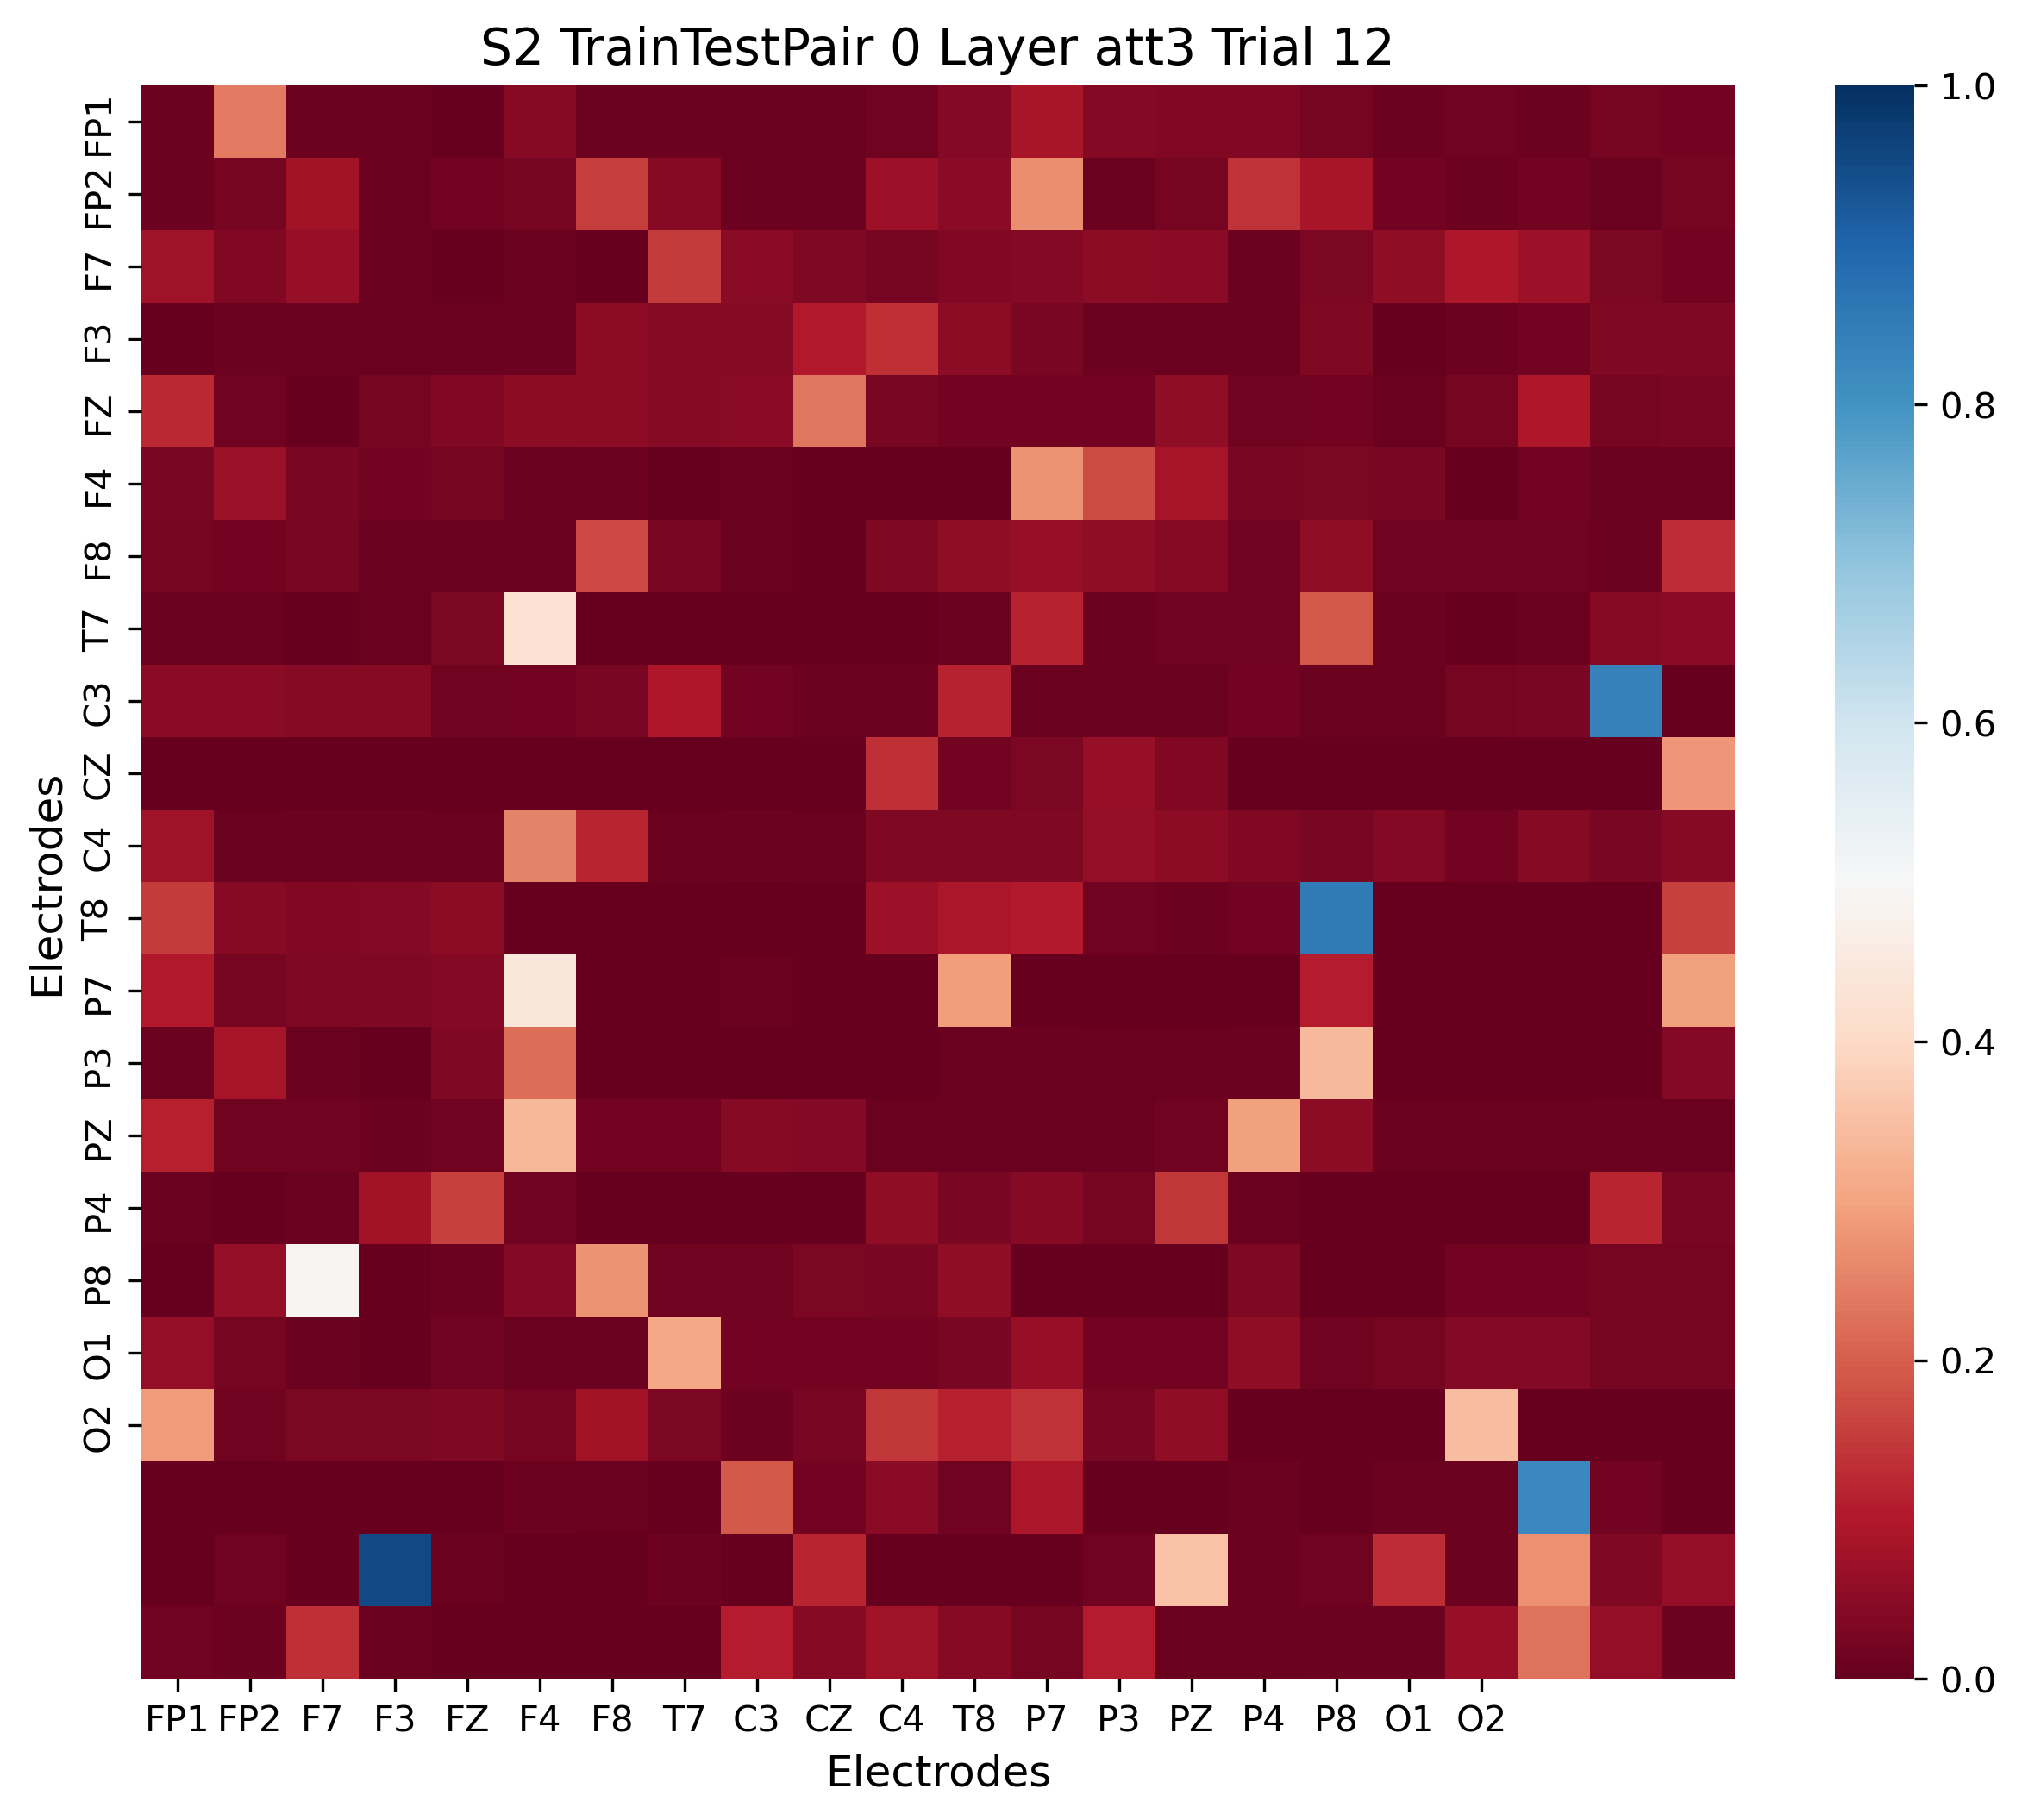 S2 TrainTestPair 0 Layer att3 Trial 12
Electrodes
FP1
FP2
F7
F3
FZ
F4
F8
T7
C3
CZ
C4
T8
P7
P3
PZ
P4
P8
O1
O2
FP1 FP2 F7 F3 FZ F4 F8 T7 C3 CZ C4 T8 P7 P3 PZ P4 P8 O1 O2
Electrodes
1.0
0.8
0.6
0.4
0.2
0.0